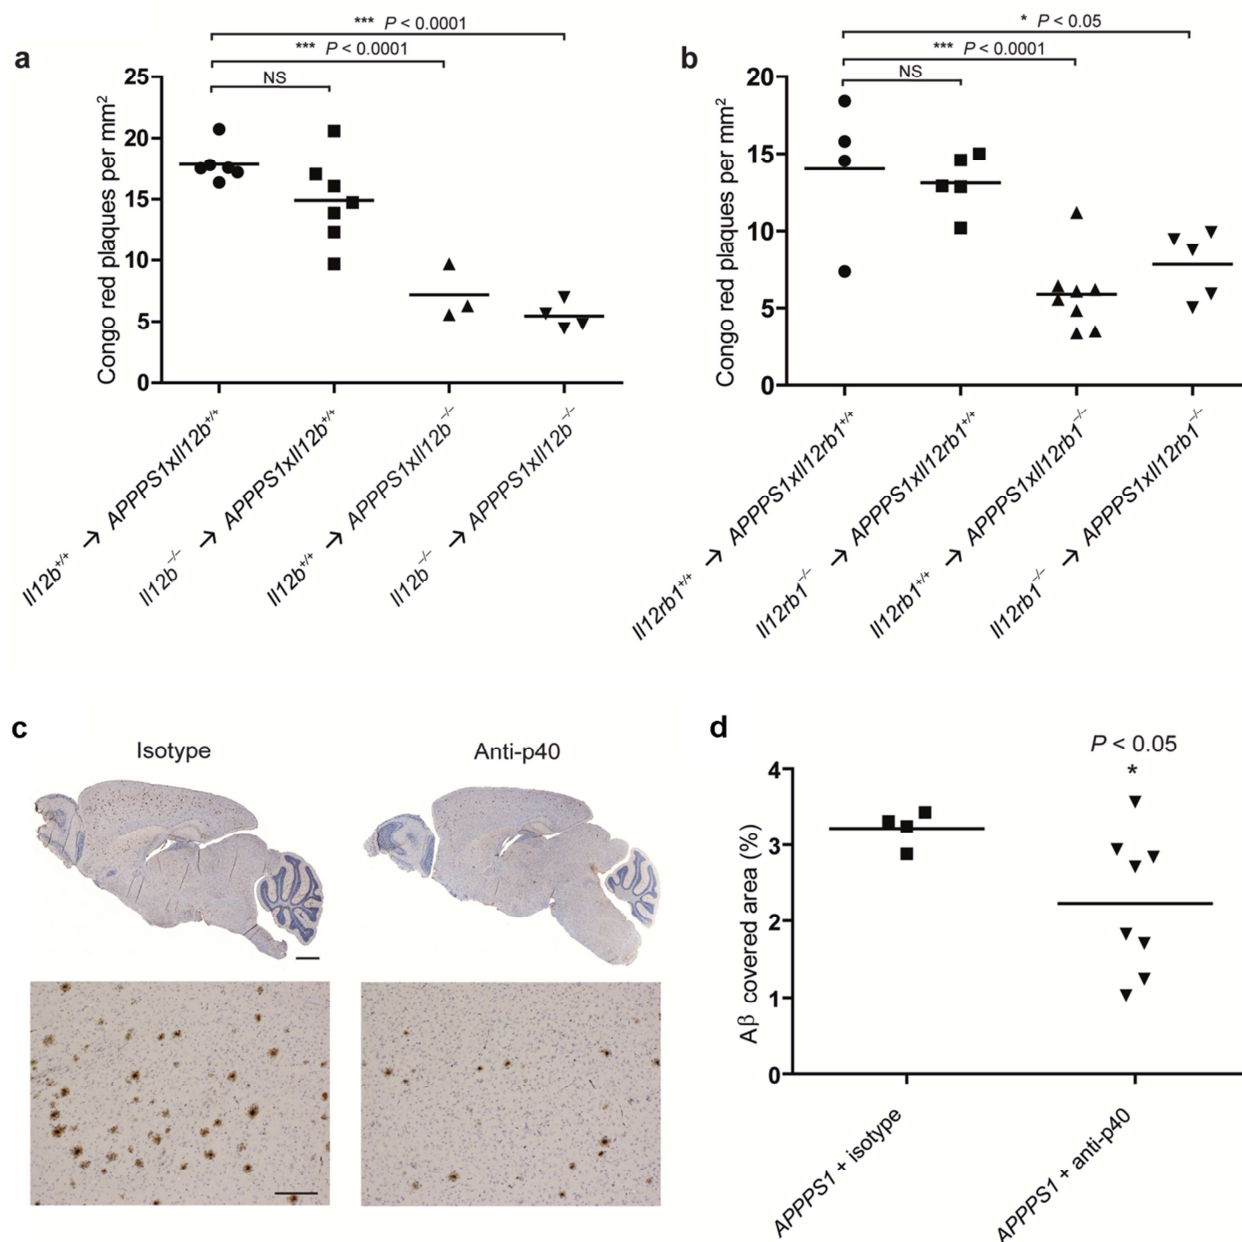 a
*** P < 0.0001
*** P < 0.0001
NS
Congo red plaques per mm²
25
20
15
10
5
0
Il12b⁺/⁺ → APPPS1xIl12b⁺/⁺
Il12b⁻/⁻ → APPPS1xIl12b⁺/⁺
Il12b⁺/⁺ → APPPS1xIl12b⁻/⁻
Il12b⁻/⁻ → APPPS1xIl12b⁻/⁻
b
* P < 0.05
*** P < 0.0001
NS
Congo red plaques per mm²
20
15
10
5
0
Il12rb1⁺/⁺ → APPPS1xIl12rb1⁺/⁺
Il12rb1⁻/⁻ → APPPS1xIl12rb1⁺/⁺
Il12rb1⁺/⁺ → APPPS1xIl12rb1⁻/⁻
Il12rb1⁻/⁻ → APPPS1xIl12rb1⁻/⁻
c
Isotype
Anti-p40
d
P < 0.05
*
Aβ covered area (%)
4
3
2
1
0
APPPS1 + isotype
APPPS1 + anti-p40